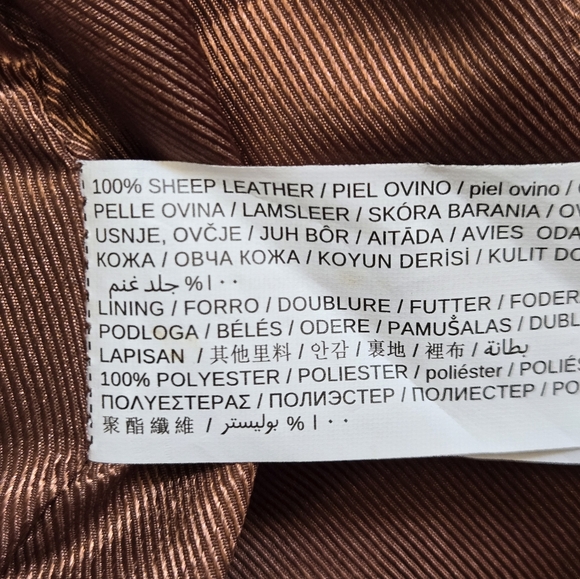 100% SHEEP LEATHER / PIEL OVINO / piel ovino /
PELLE OVINA / LAMSLEER / SKÓRA BARANIA /
USNJE, OVČJE / JUH BÔR / AITĀDA / AVIES
КОЖА / ОВЧА КОЖА / KOYUN DERİSİ / KULIT
١٠٠% جلد غنم
LINING / FORRO / DOUBLURE / FUTTER /
PODLOGA / BÉLÉS / ODERE / PAMUŠALAS /
LAPISAN / 其他里料 / 안감 / 裏地 / 裡布 / بطانة /
100% POLYESTER / POLIESTER / poliéster /
ΠΟΛΥΕΣΤΕΡΑΣ / ПОЛИЭСТЕР / ПОЛИЕСТЕР /
聚酯纖維 / ١٠٠% بوليستر